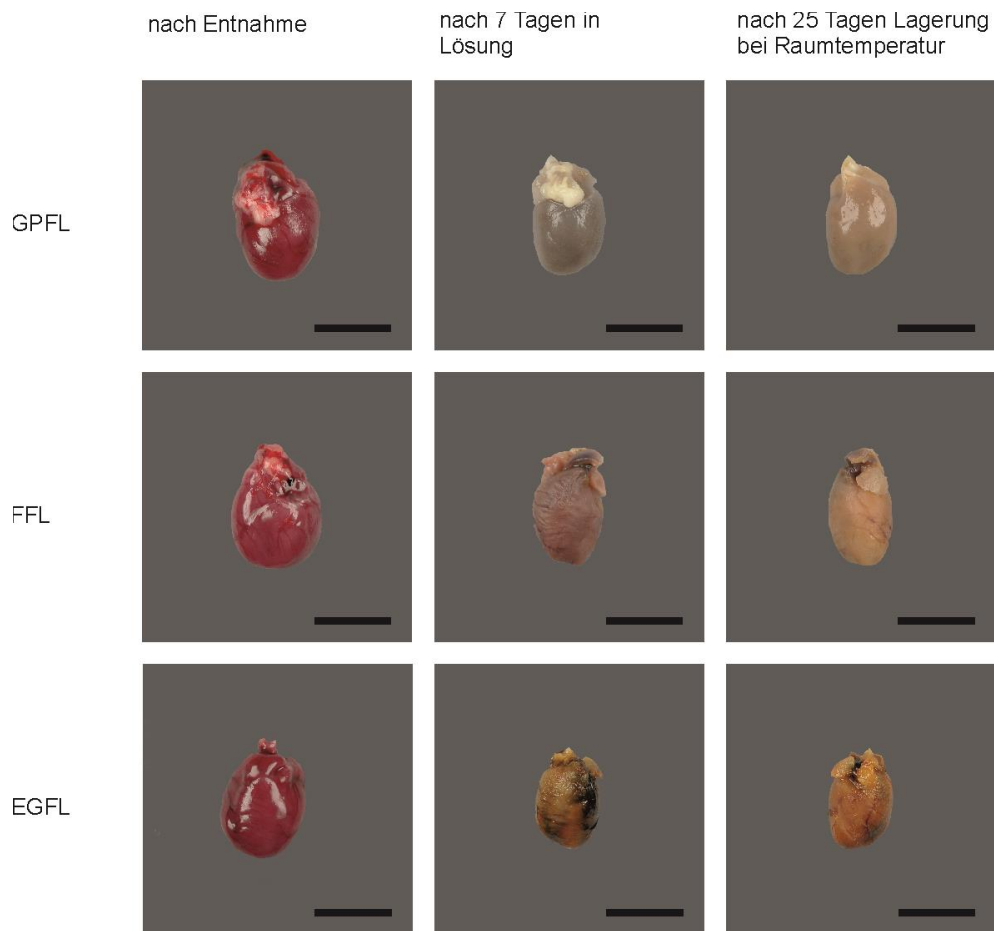 nach Entnahme
nach 7 Tagen in
Lösung
nach 25 Tagen Lagerung
bei Raumtemperatur
GPFL
FFL
EGFL